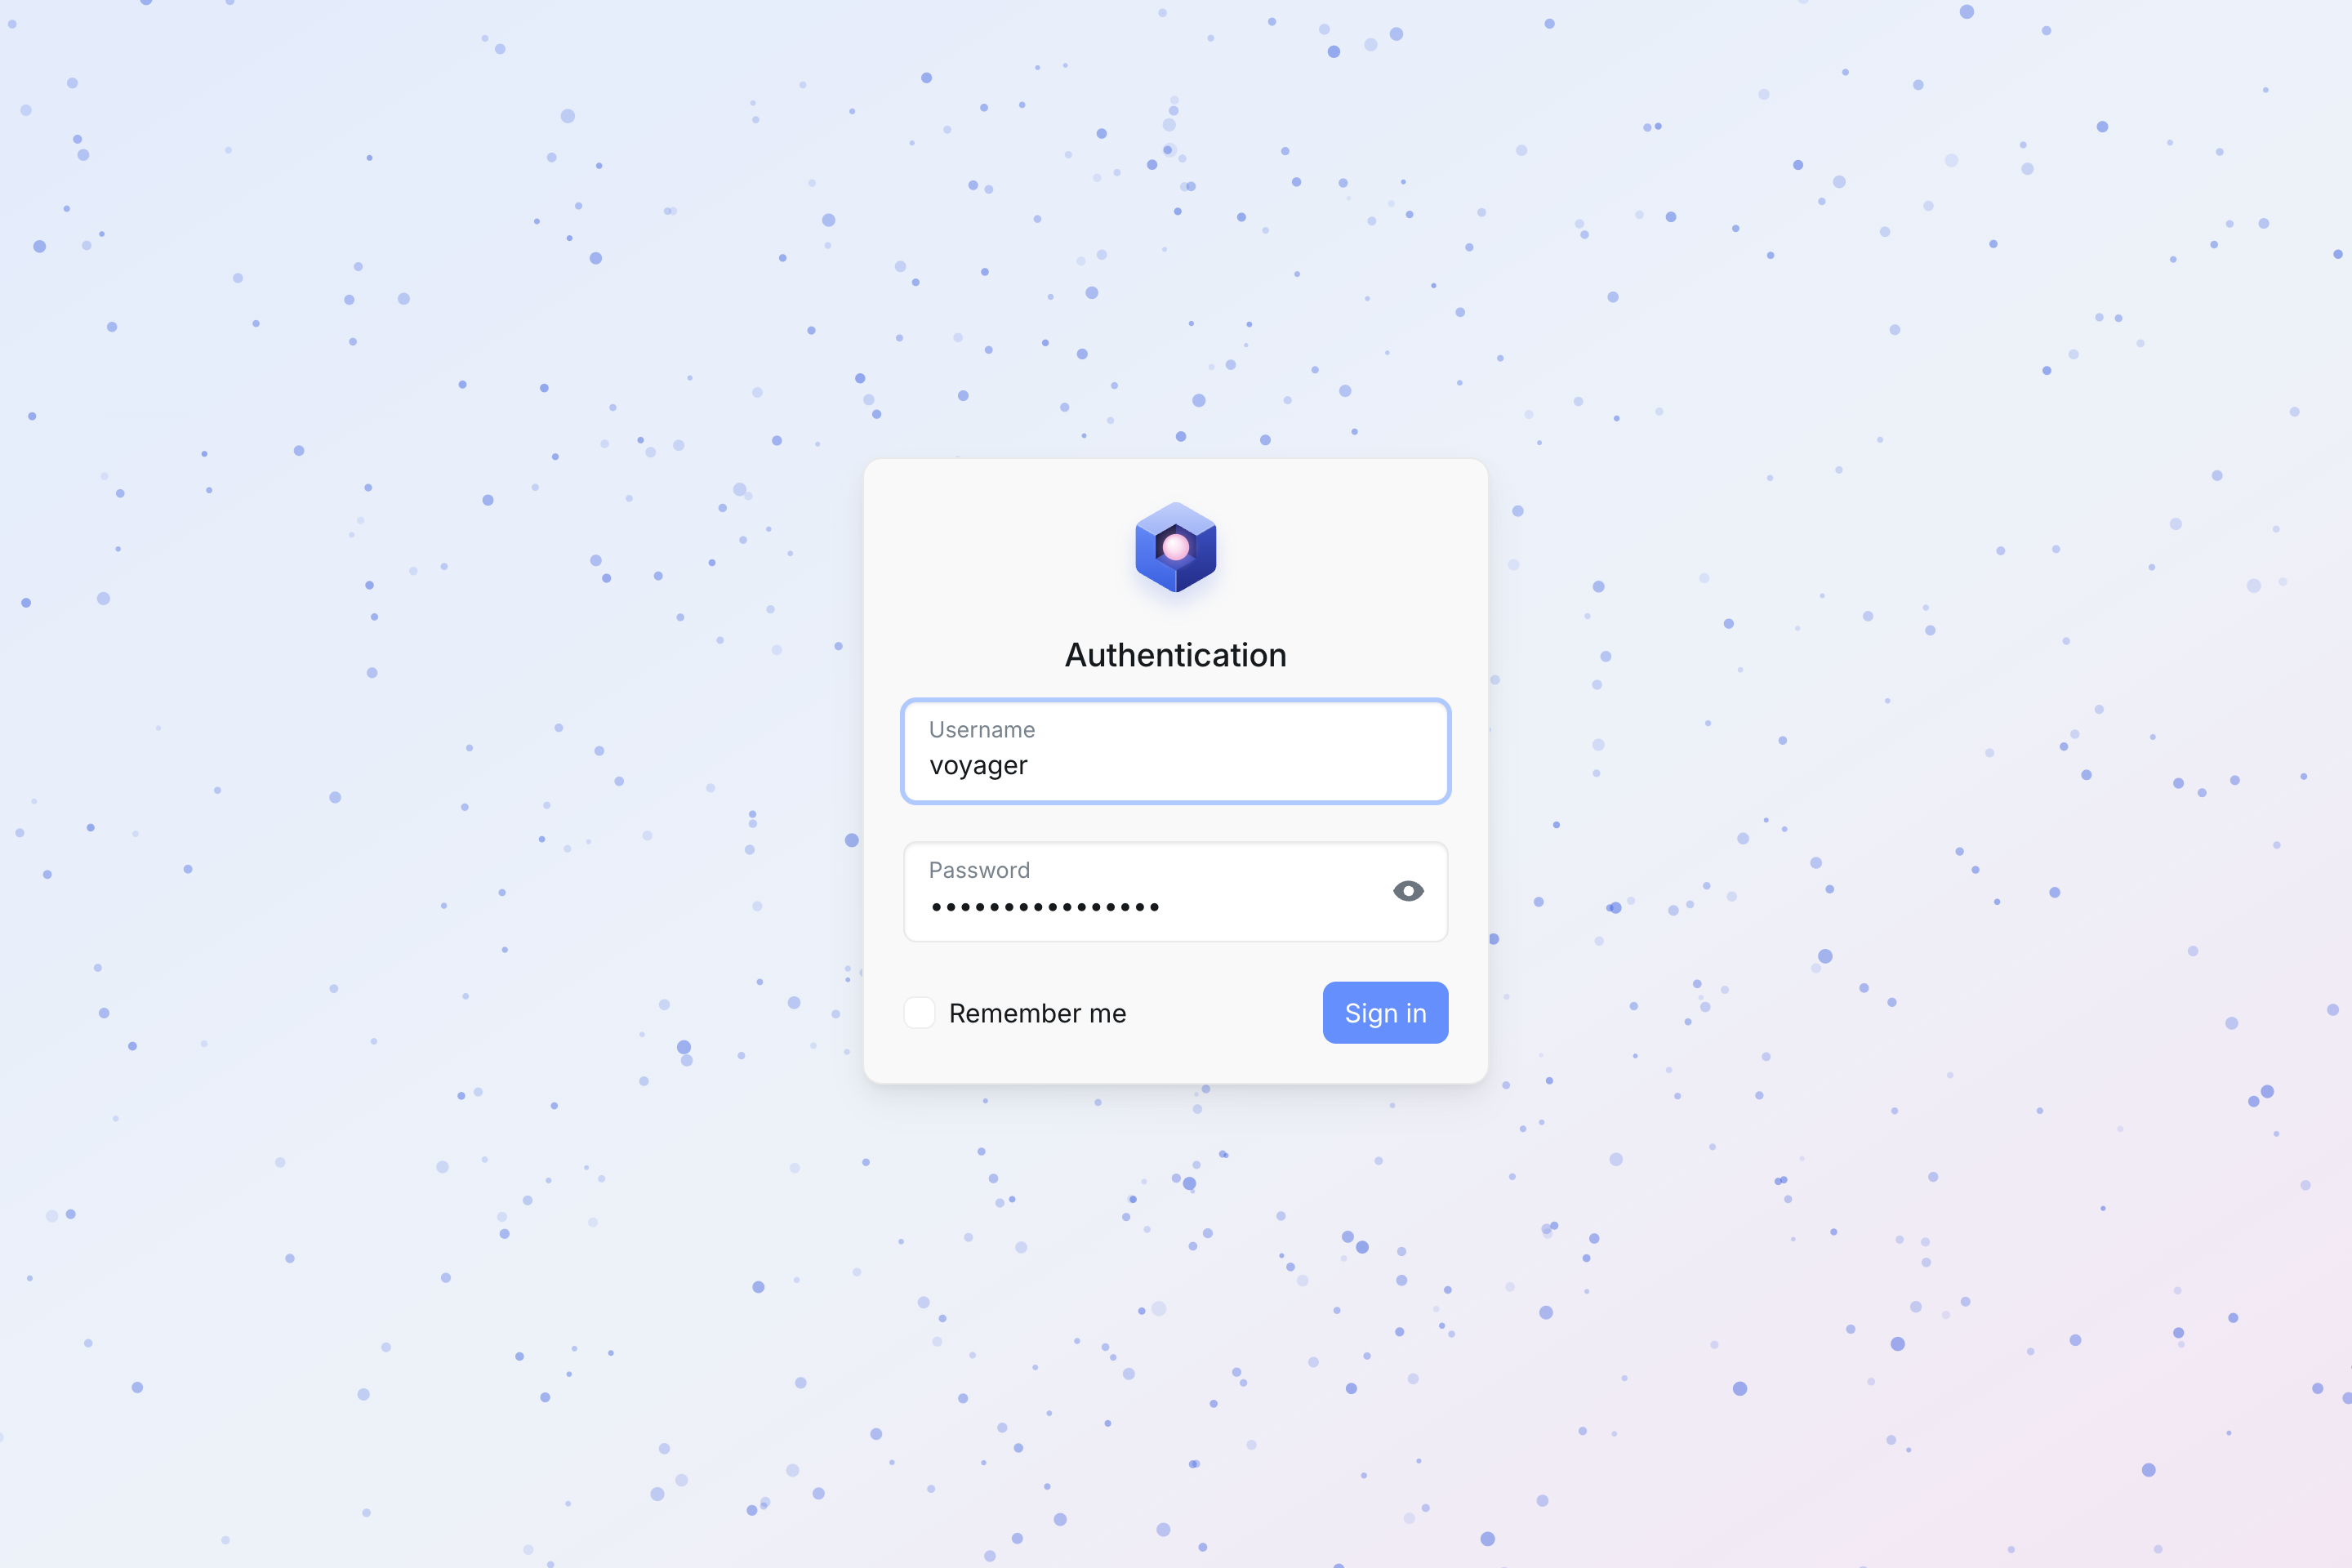 Authentication
Username
voyager
Password
••••••••••••••••
Remember me
Sign in